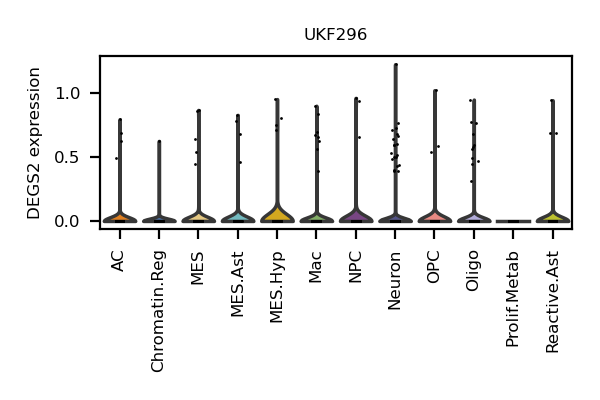 UKF296
DEGS2 expression
1.0
0.5
0.0
AC
Chromatin.Reg
MES
MES.Ast
MES.Hyp
Mac
NPC
Neuron
OPC
Oligo
Prolif.Metab
Reactive.Ast